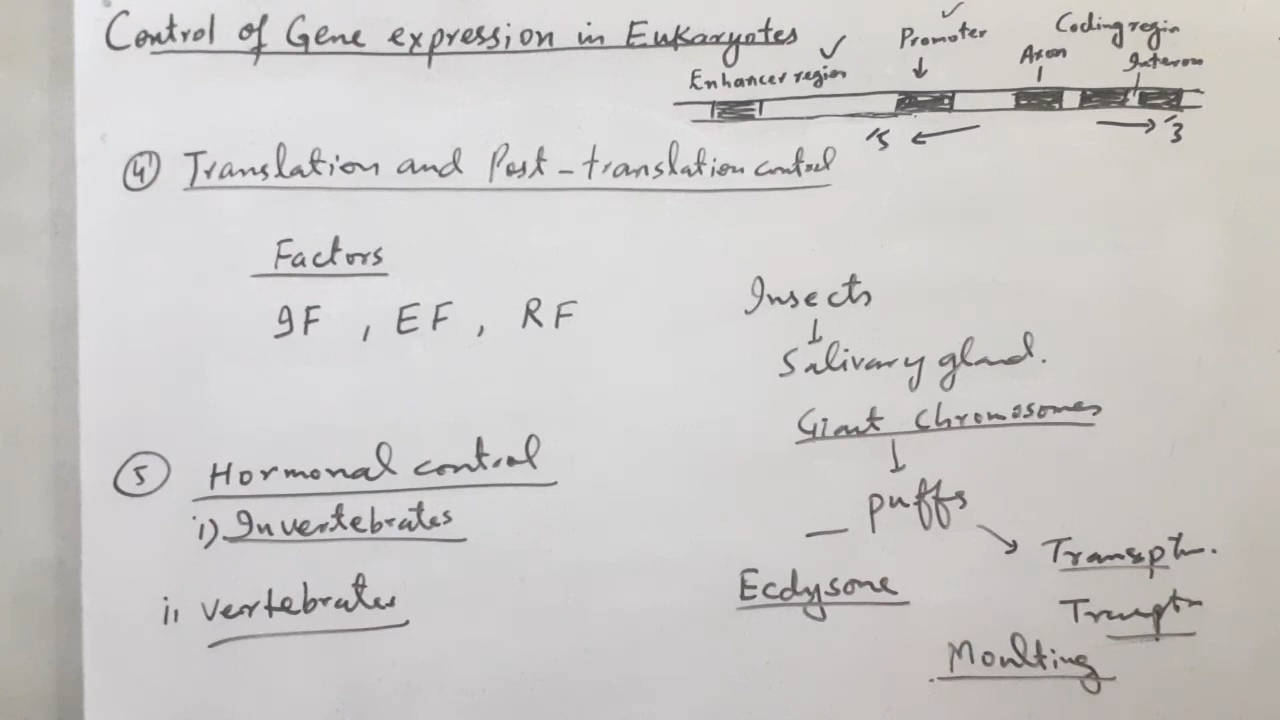 Control of Gene expression in Eukaryotes
Enhancer region
Promoter
Coding regin
Axon
Interon
'5
'3
④ Translation and Post-translation control
Factors
IF , EF , RF
Insects
Salivary gland.
Giant Chromosomes
puffs
Ecdysone
Moulting
⑤ Hormonal control
i) Invertebrates
ii vertebrates